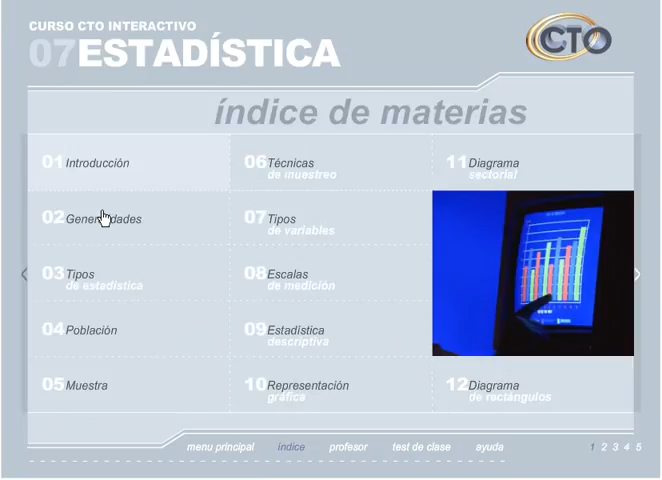 CURSO CTO INTERACTIVO
07ESTADÍSTICA
CTO
índice de materias
01 Introducción
02 Generalidades
03 Tipos
de estadística
04 Población
05 Muestra
06 Técnicas
de muestreo
07 Tipos
de variables
08 Escalas
de medición
09 Estadística
descriptiva
10 Representación
gráfica
11 Diagrama
sectorial
12 Diagrama
de rectángulos
menu principal índice profesor test de clase ayuda 1 2 3 4 5